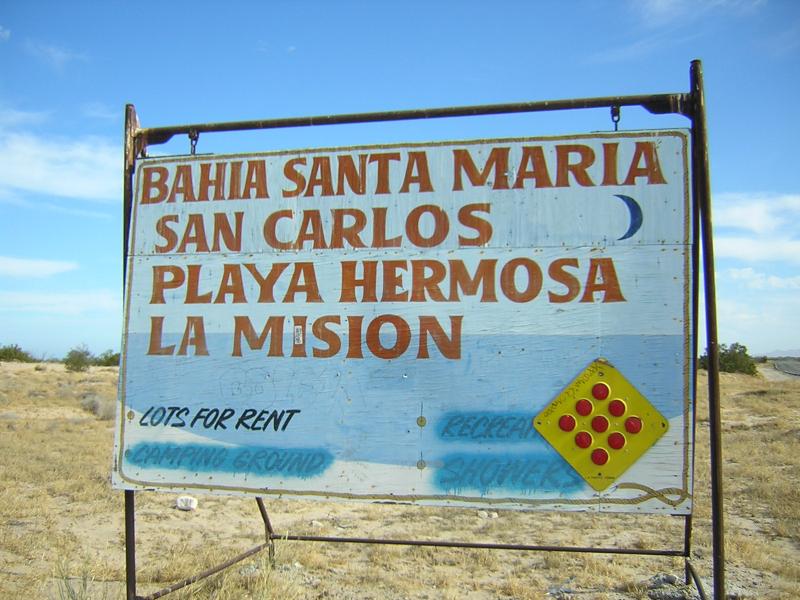 BAHIA SANTA MARIA
SAN CARLOS
PLAYA HERMOSA
LA MISION
LOTS FOR RENT
CAMPING GROUND
SHOWERS